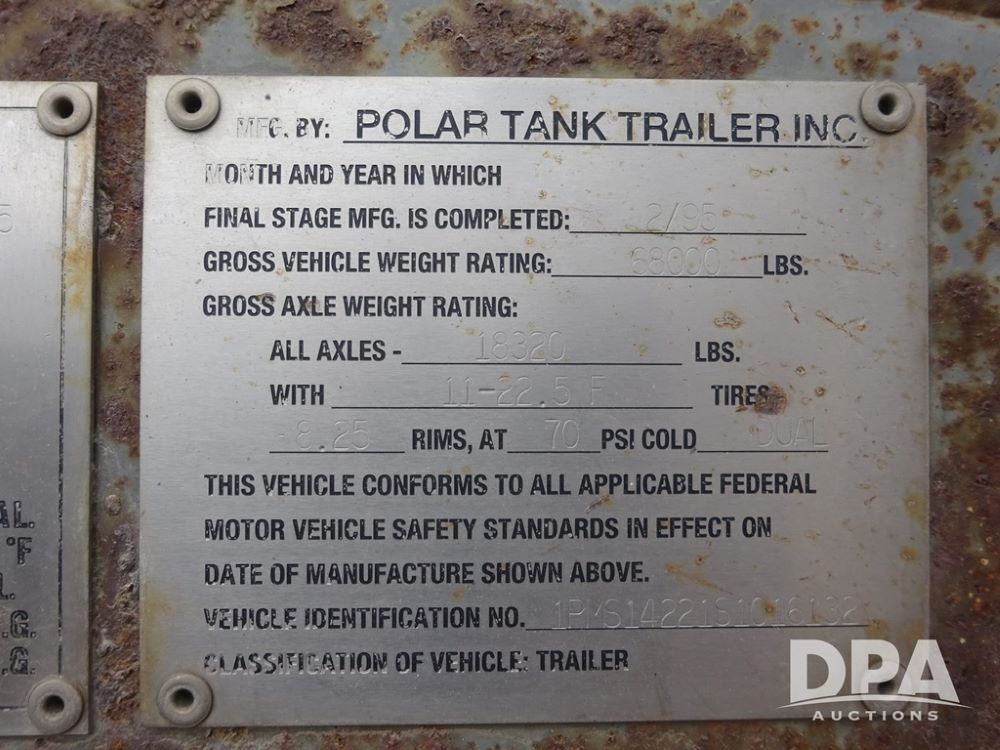 MFG. BY: POLAR TANK TRAILER INC.
MONTH AND YEAR IN WHICH
FINAL STAGE MFG. IS COMPLETED: 2/95
GROSS VEHICLE WEIGHT RATING: 68000 LBS.
GROSS AXLE WEIGHT RATING:
ALL AXLES - 18320 LBS.
WITH 11-22.5 F TIRES
8.25 RIMS, AT 70 PSI COLD DUAL
THIS VEHICLE CONFORMS TO ALL APPLICABLE FEDERAL
MOTOR VEHICLE SAFETY STANDARDS IN EFFECT ON
DATE OF MANUFACTURE SHOWN ABOVE.
VEHICLE IDENTIFICATION NO. 1PMS14221S1016132
CLASSIFICATION OF VEHICLE: TRAILER
5
AL.
°F
L.
.G.
.G.
DPA
AUCTIONS